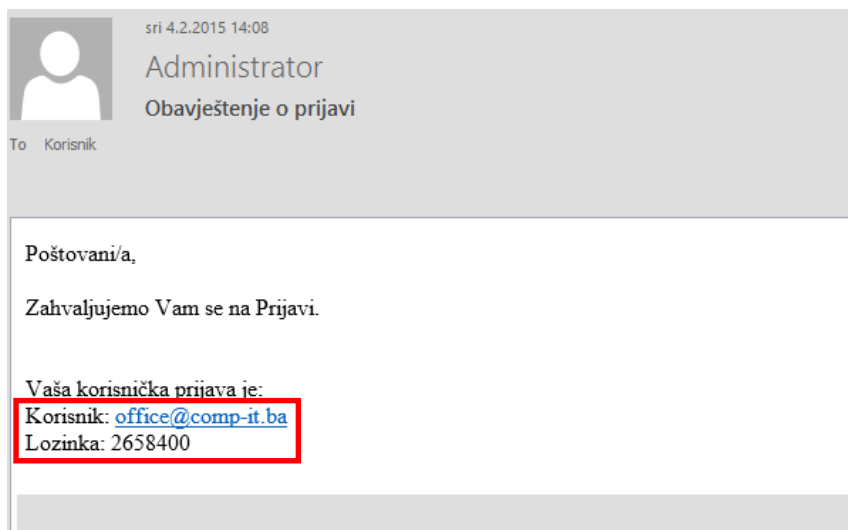 sri 4.2.2015 14:08
Administrator
Obavještenje o prijavi
To Korisnik
Poštovani/a,
Zahvaljujemo Vam se na Prijavi.
Vaša korisnička prijava je:
Korisnik: office@comp-it.ba
Lozinka: 2658400